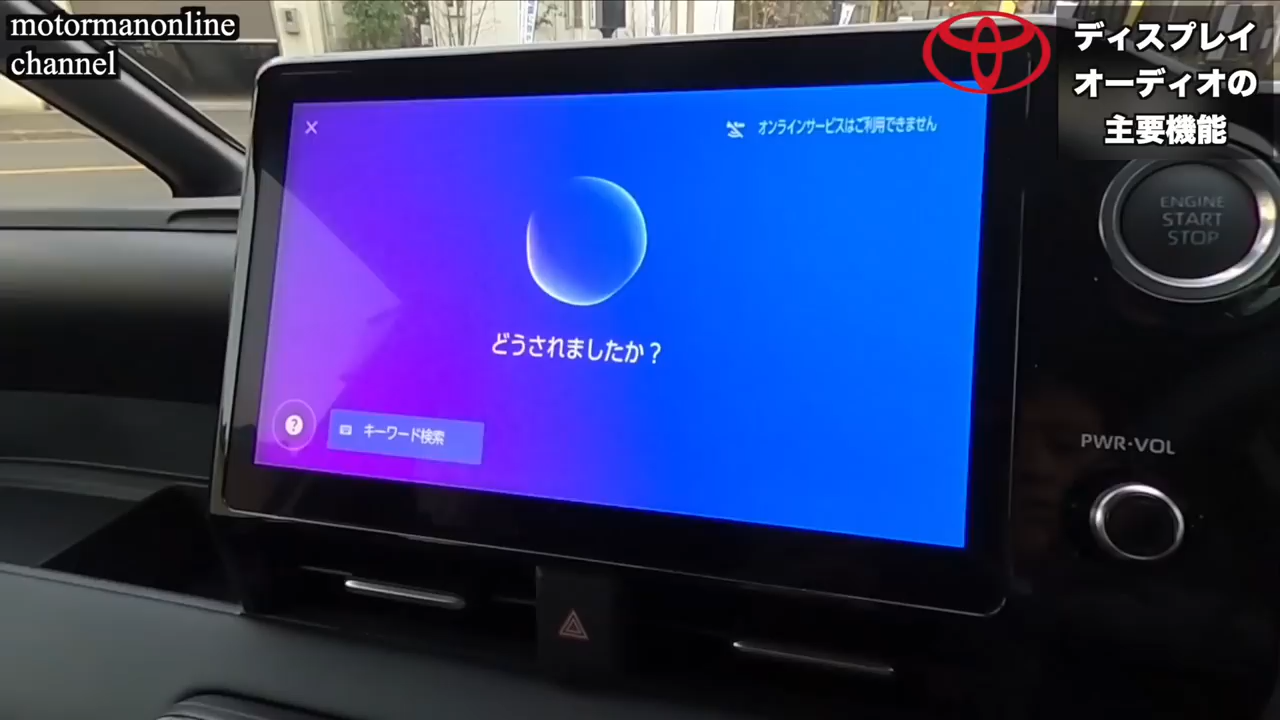 motormanonline
channel
ディスプレイ
オーディオの
主要機能
オンラインサービスはご利用できません
どうされましたか？
?
キーワード検索
ENGINE
START
STOP
PWR·VOL